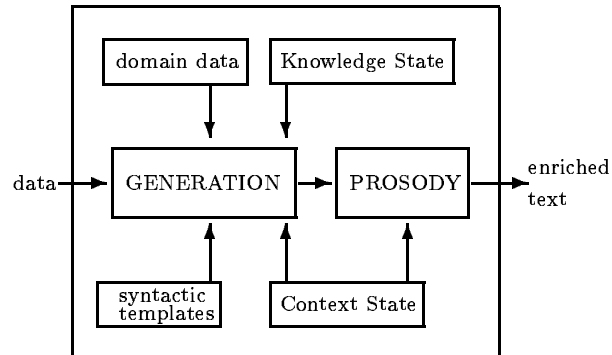 domain data
Knowledge State
data
GENERATION
PROSODY
enriched
text
syntactic
templates
Context State